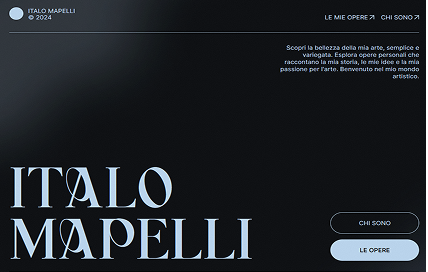 ITALO MAPELLI
© 2024
LE MIE OPERE CHI SONO
Scopri la bellezza della mia arte, semplice e
variegata. Esplora opere personali che
raccontano la mia storia, le mie idee e la mia
passione per l'arte. Benvenuto nel mio mondo
artistico.
ITALO
MAPELLI
CHI SONO
LE OPERE